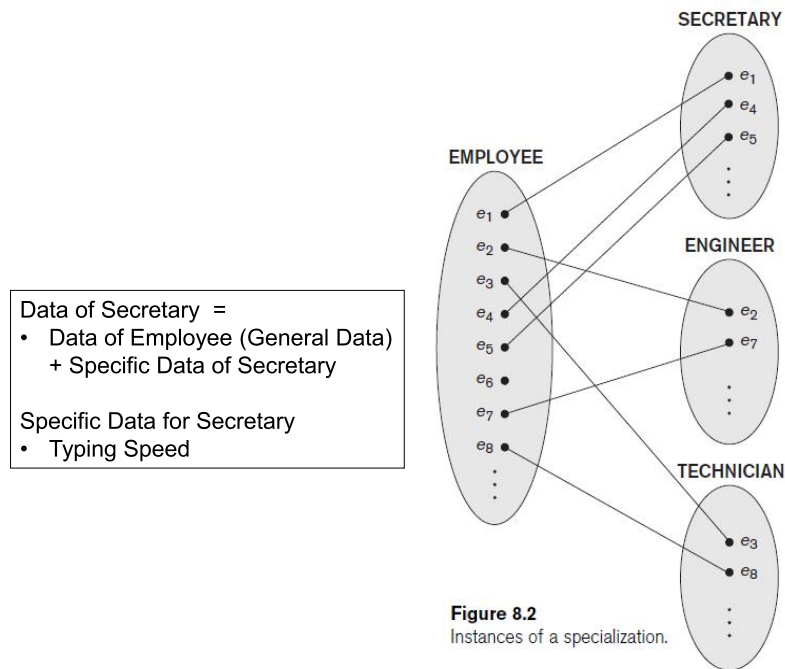 SECRETARY
e1
e4
e5
EMPLOYEE
e1
e2
e3
e4
e5
e6
e7
e8
ENGINEER
e2
e7
TECHNICIAN
e3
e8
Data of Secretary =
• Data of Employee (General Data)
+ Specific Data of Secretary
Specific Data for Secretary
• Typing Speed
Figure 8.2
Instances of a specialization.